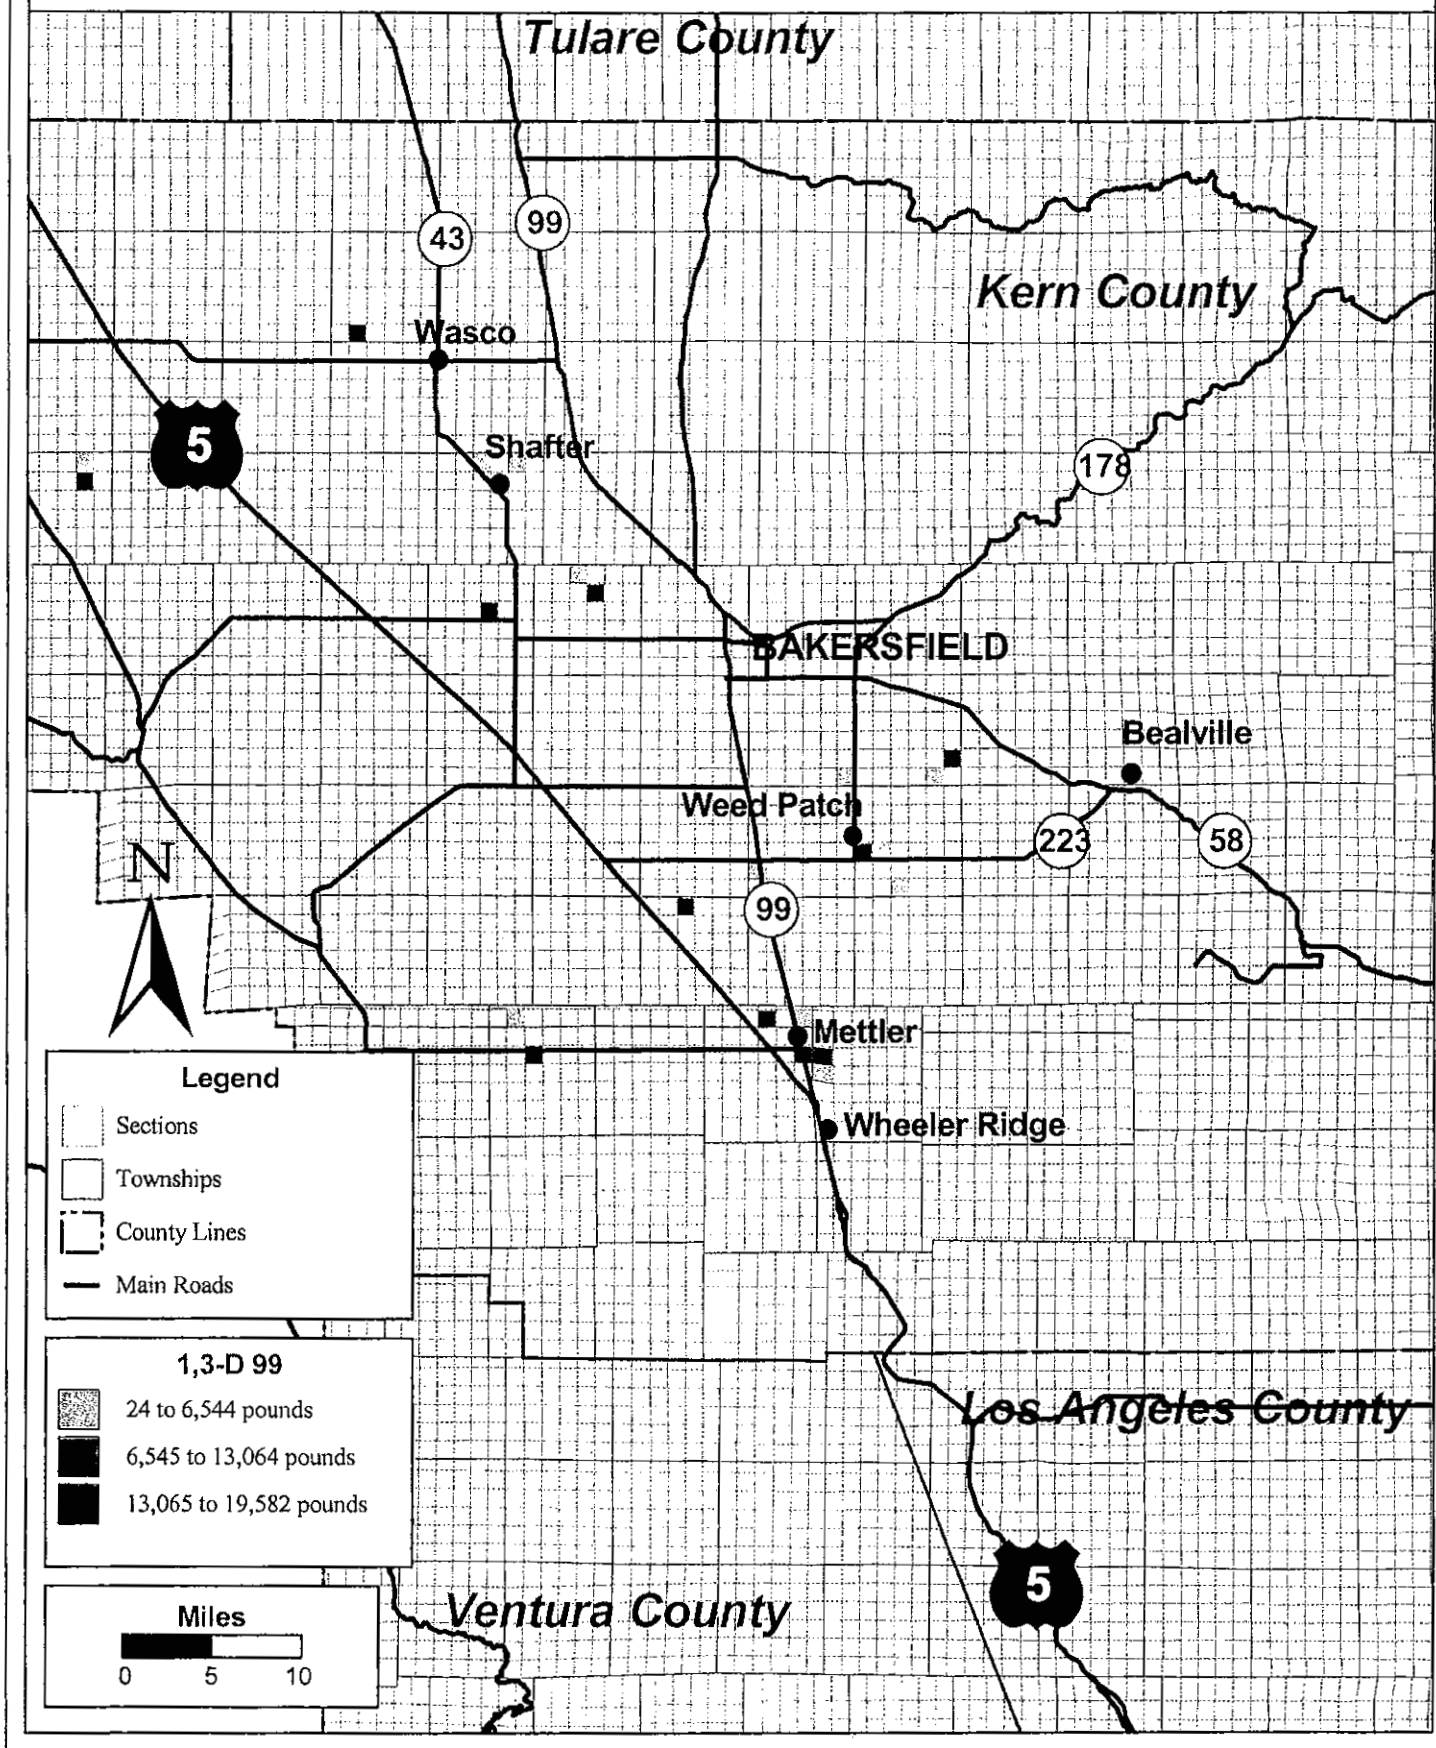 Tulare County
43
99
Kern County
Wasco
5
Shafter
178
BAKERSFIELD
Bealville
Weed Patch
223
58
N
99
Mettler
Legend
Sections
Townships
County Lines
Main Roads
Wheeler Ridge
1,3-D 99
24 to 6,544 pounds
6,545 to 13,064 pounds
13,065 to 19,582 pounds
Los Angeles County
5
Ventura County
Miles
0 5 10